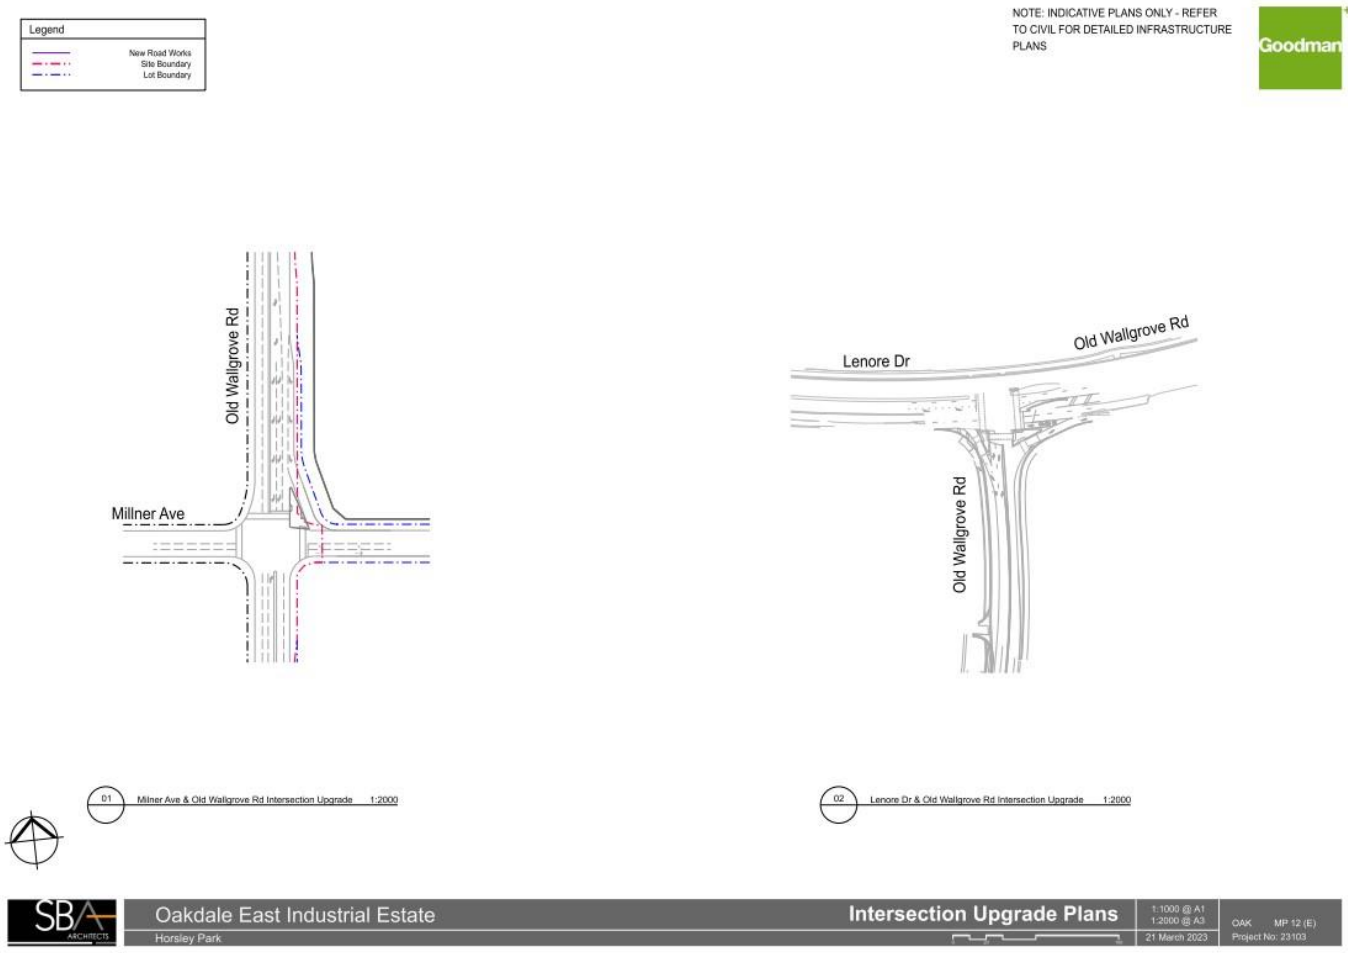 Legend
New Road Works
Site Boundary
Lot Boundary
NOTE: INDICATIVE PLANS ONLY - REFER
TO CIVIL FOR DETAILED INFRASTRUCTURE
PLANS
Goodman
Old Wallgrove Rd
Millner Ave
Lenore Dr
Old Wallgrove Rd
Old Wallgrove Rd
01
Milner Ave & Old Wallgrove Rd Intersection Upgrade 1:2000
02
Lenore Dr & Old Wallgrove Rd Intersection Upgrade 1:2000
SBA
ARCHITECTS
Oakdale East Industrial Estate
Horsley Park
Intersection Upgrade Plans
1:1000 @ A1
1:2000 @ A3
21 March 2023
OAK MP 12 (E)
Project No: 23103